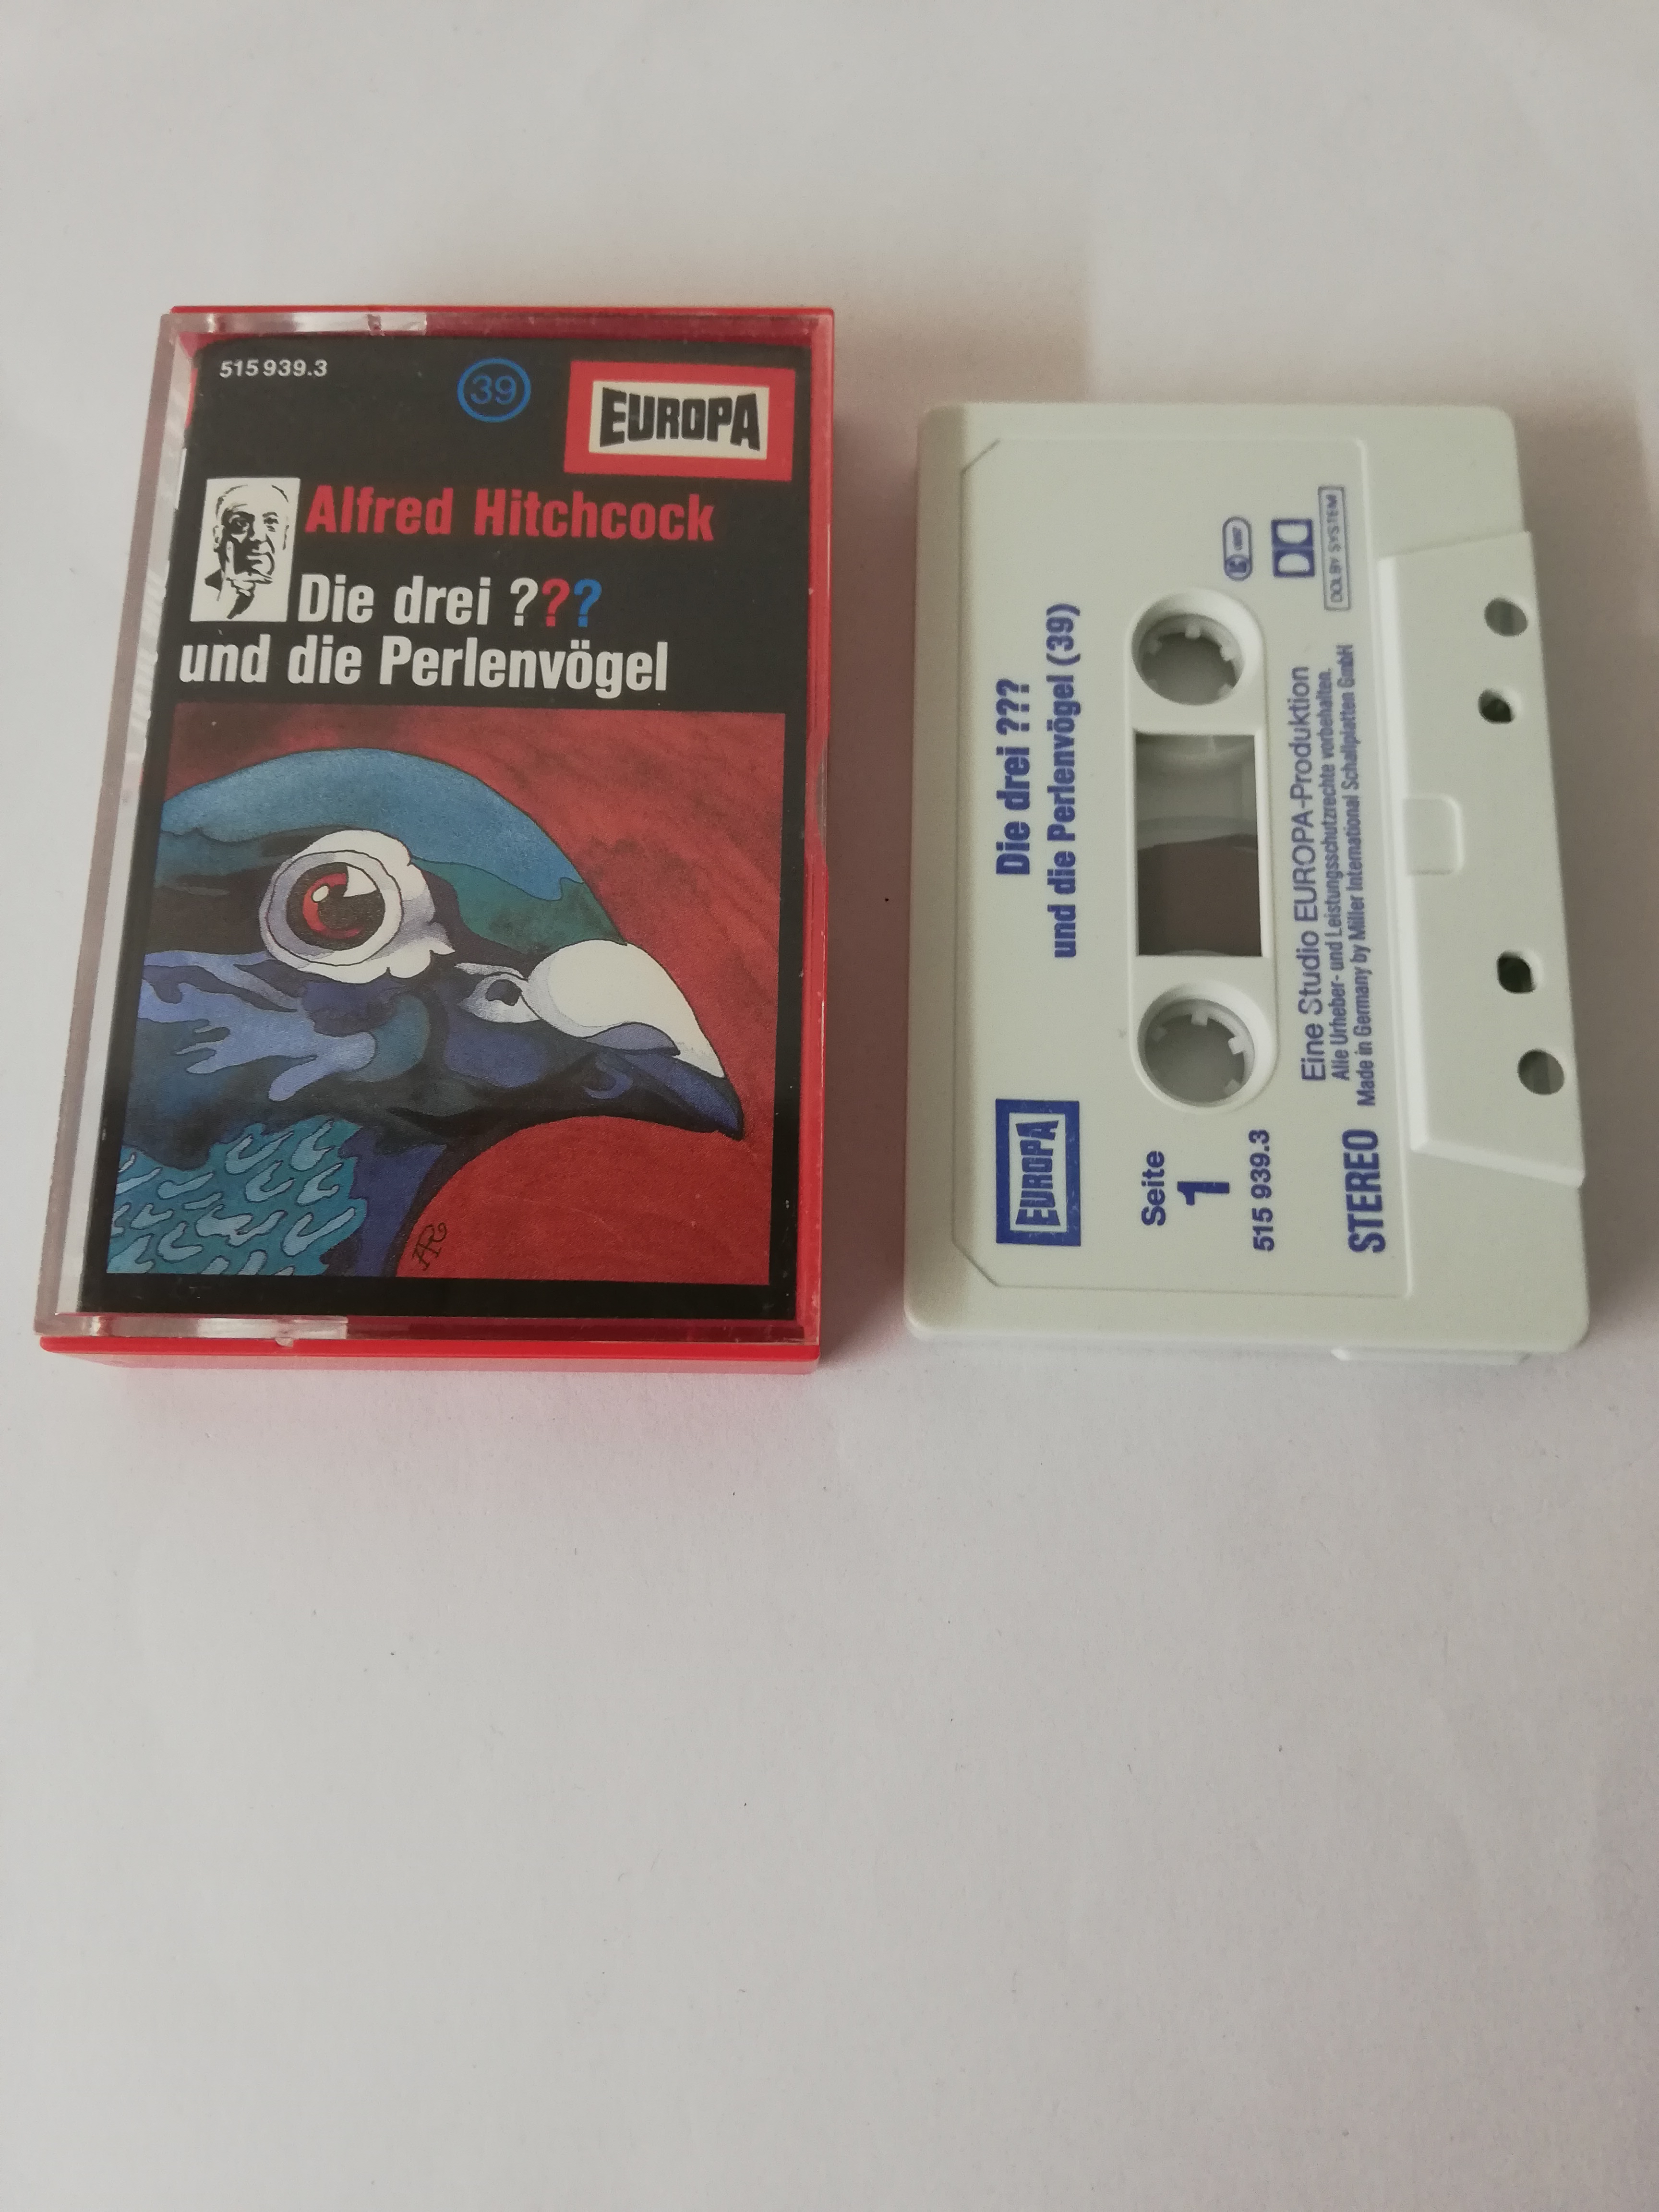 515 939.3
39
EUROPA
Alfred Hitchcock
Die drei ???
und die Perlenvögel
AR
Die drei ???
und die Perlenvögel (39)
EUROPA
Seite
1
515 939.3
STEREO
DOLBY SYSTEM
Eine Studio EUROPA-Produktion
Alle Urheber- und Leistungsschutzrechte vorbehalten.
Made in Germany by Miller International Schallplatten GmbH